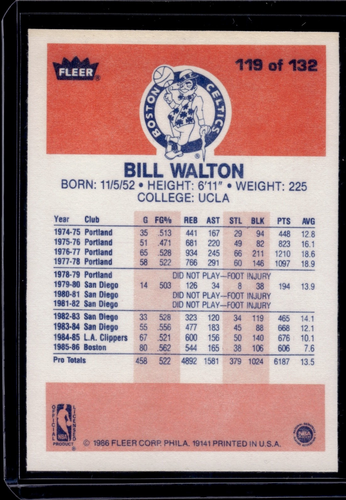 FLEER
119 of 132
BOSTON CELTICS
BILL WALTON
BORN: 11/5/52 • HEIGHT: 6'11" • WEIGHT: 225
COLLEGE: UCLA
Year Club G FG% REB AST STL BLK PTS AVG
1974-75 Portland 35 .513 441 167 29 94 448 12.8
1975-76 Portland 51 .471 681 220 49 82 823 16.1
1976-77 Portland 65 .528 934 245 66 211 1210 18.6
1977-78 Portland 58 .522 766 291 60 146 1097 18.9
1978-79 Portland DID NOT PLAY—FOOT INJURY
1979-80 San Diego 14 .503 126 34 8 38 194 13.9
1980-81 San Diego DID NOT PLAY—FOOT INJURY
1981-82 San Diego DID NOT PLAY—FOOT INJURY
1982-83 San Diego 33 .528 323 120 34 119 465 14.1
1983-84 San Diego 55 .556 477 183 45 88 668 12.1
1984-85 L.A. Clippers 67 .521 600 156 50 140 676 10.1
1985-86 Boston 80 .562 544 165 38 106 606 7.6
Pro Totals 458 .522 4892 1581 379 1024 6187 13.5
NBA
© 1986 FLEER CORP. PHILA. 19141 PRINTED IN U.S.A.